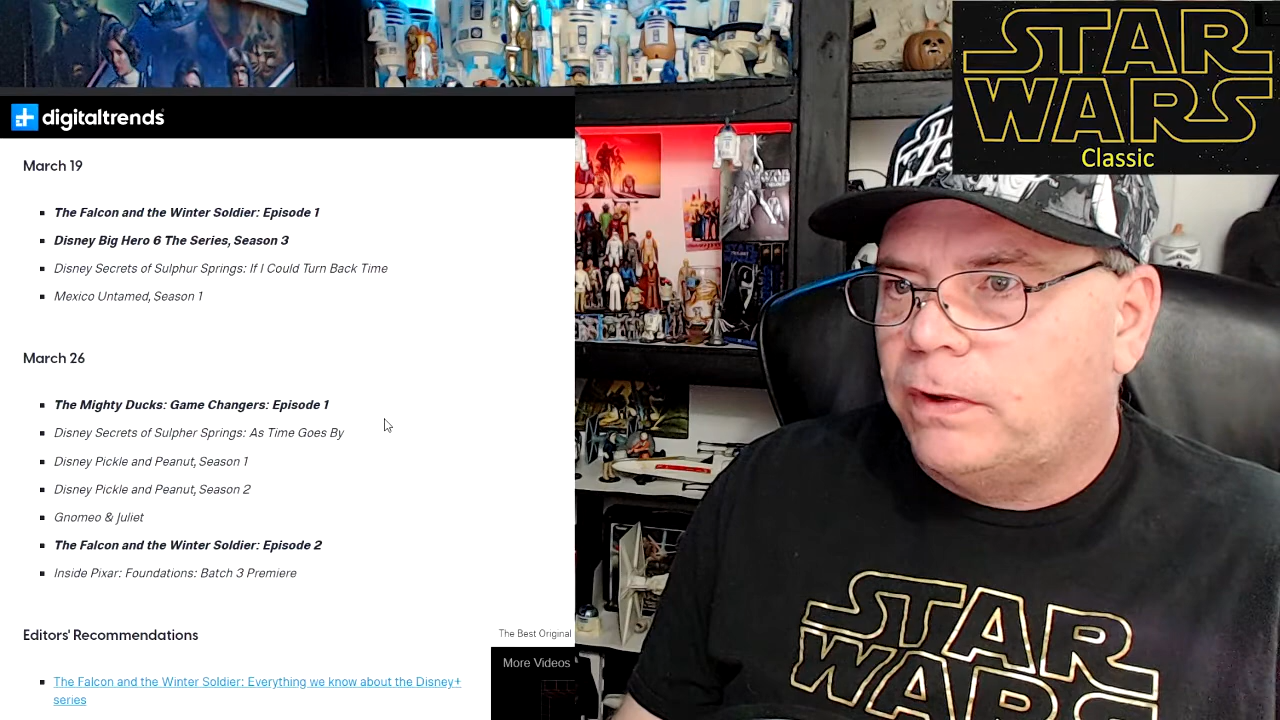 STAR
WARS
Classic
digitaltrends
March 19
The Falcon and the Winter Soldier: Episode 1
Disney Big Hero 6 The Series, Season 3
Disney Secrets of Sulphur Springs: If I Could Turn Back Time
Mexico Untamed, Season 1
March 26
The Mighty Ducks: Game Changers: Episode 1
Disney Secrets of Sulpher Springs: As Time Goes By
Disney Pickle and Peanut, Season 1
Disney Pickle and Peanut, Season 2
Gnomeo & Juliet
The Falcon and the Winter Soldier: Episode 2
Inside Pixar: Foundations: Batch 3 Premiere
Editors' Recommendations
The Best Original
More Videos
The Falcon and the Winter Soldier: Everything we know about the Disney+
series
STAR
WARS